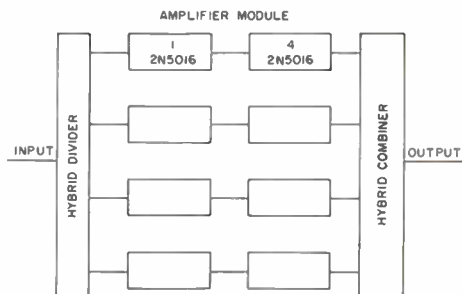 AMPLIFIER MODULE
1
2N5016
4
2N5016
INPUT
HYBRID DIVIDER
HYBRID COMBINER
OUTPUT